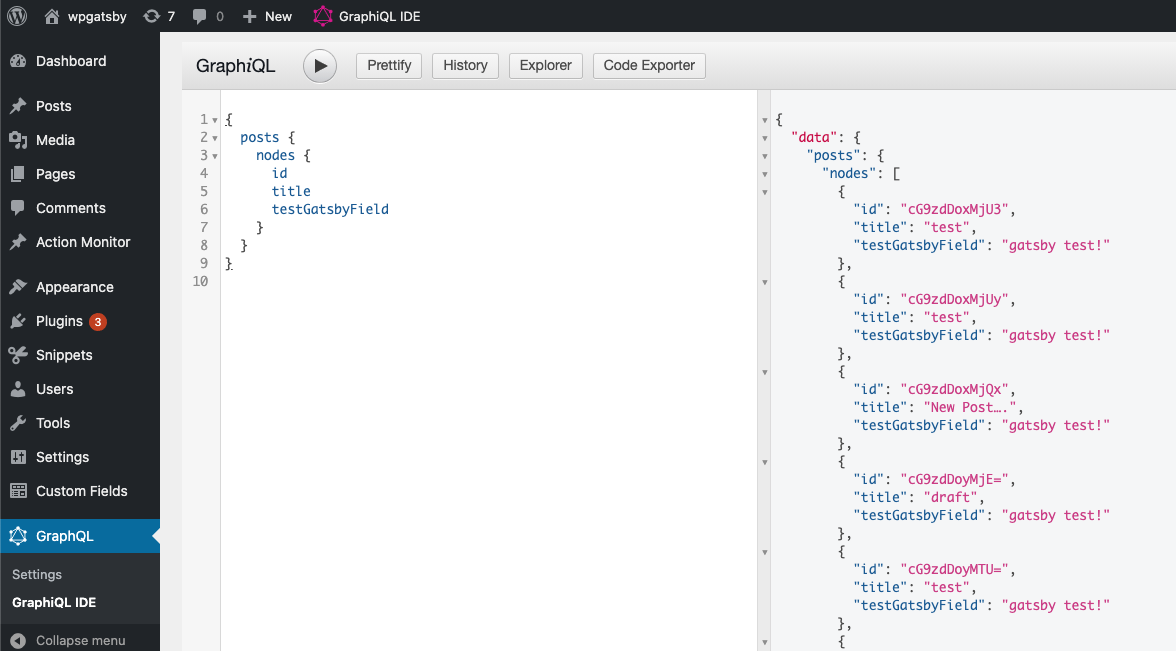 wpgatsby 7 0 New GraphiQL IDE
Dashboard
Posts
Media
Pages
Comments
Action Monitor
Appearance
Plugins 3
Snippets
Users
Tools
Settings
Custom Fields
GraphQL
Settings
GraphiQL IDE
Collapse menu
GraphiQL Prettify History Explorer Code Exporter
1 {
2 posts {
3 nodes {
4 id
5 title
6 testGatsbyField
7 }
8 }
9 }
10
{
"data": {
"posts": {
"nodes": [
{
"id": "cG9zdDoxMjU3",
"title": "test",
"testGatsbyField": "gatsby test!"
},
{
"id": "cG9zdDoxMjUy",
"title": "test",
"testGatsbyField": "gatsby test!"
},
{
"id": "cG9zdDoxMjQx",
"title": "New Post….",
"testGatsbyField": "gatsby test!"
},
{
"id": "cG9zdDoyMjE=",
"title": "draft",
"testGatsbyField": "gatsby test!"
},
{
"id": "cG9zdDoyMTU=",
"title": "test",
"testGatsbyField": "gatsby test!"
},
{